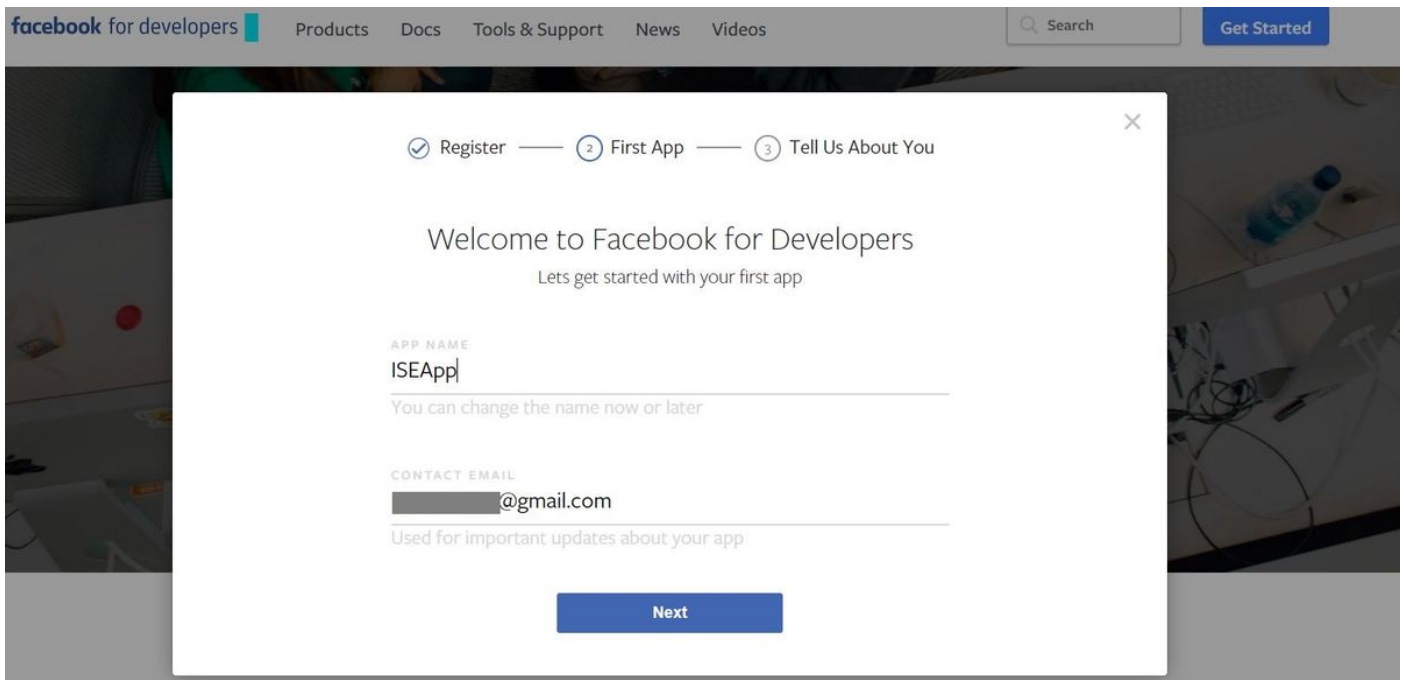 facebook for developers Products Docs Tools & Support News Videos Search Get Started
Register 2 First App 3 Tell Us About You
Welcome to Facebook for Developers
Lets get started with your first app
APP NAME
ISEApp
You can change the name now or later
CONTACT EMAIL
@gmail.com
Used for important updates about your app
Next